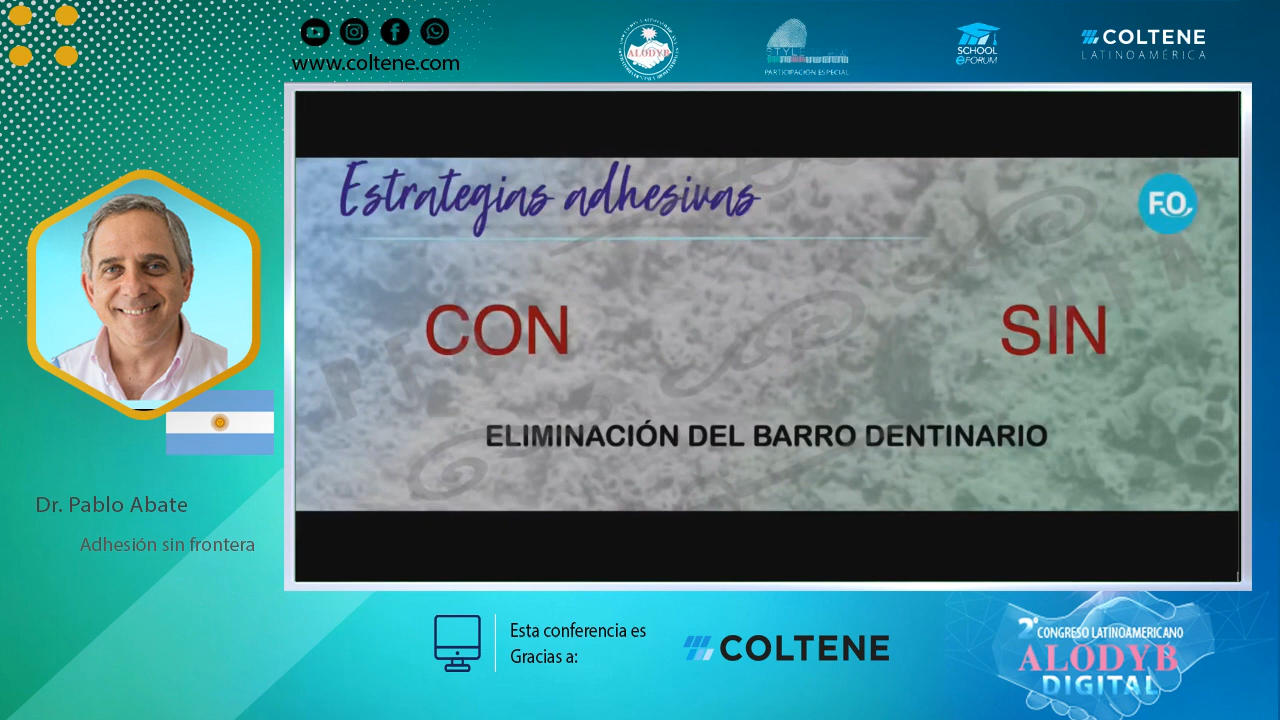 www.coltene.com
ALODYB
PARTICIPACIÓN ESPECIAL
SCHOOL
eFORUM
COLTENE
LATINOAMÉRICA
Estrategias adhesivas
F.O.
CON
SIN
ELIMINACIÓN DEL BARRO DENTINARIO
Dr. Pablo Abate
Adhesión sin frontera
Esta conferencia es
Gracias a:
COLTENE
2° CONGRESO LATINOAMERICANO
ALODYB
DIGITAL